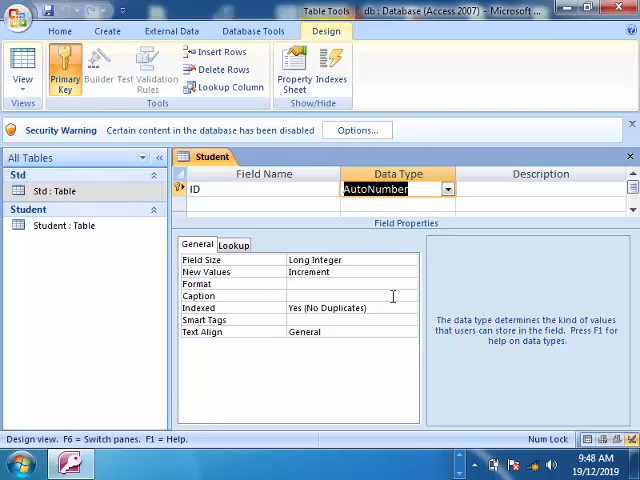 Table Tools
db : Database (Access 2007) - Microsoft ...
Home
Create
External Data
Database Tools
Design
View
Views
Primary
Key
Builder
Test Validation
Rules
Insert Rows
Delete Rows
Lookup Column
Tools
Property
Sheet
Indexes
Show/Hide
Security Warning
Certain content in the database has been disabled
Options...
All Tables
Std
Std : Table
Student
Student : Table
Student
Field Name
Data Type
Description
ID
AutoNumber
Field Properties
General
Lookup
Field Size
Long Integer
New Values
Increment
Format
Caption
Indexed
Yes (No Duplicates)
Smart Tags
Text Align
General
The data type determines the kind of values
that users can store in the field. Press F1 for
help on data types.
Design view. F6 = Switch panes. F1 = Help.
Num Lock
9:48 AM
19/12/2019